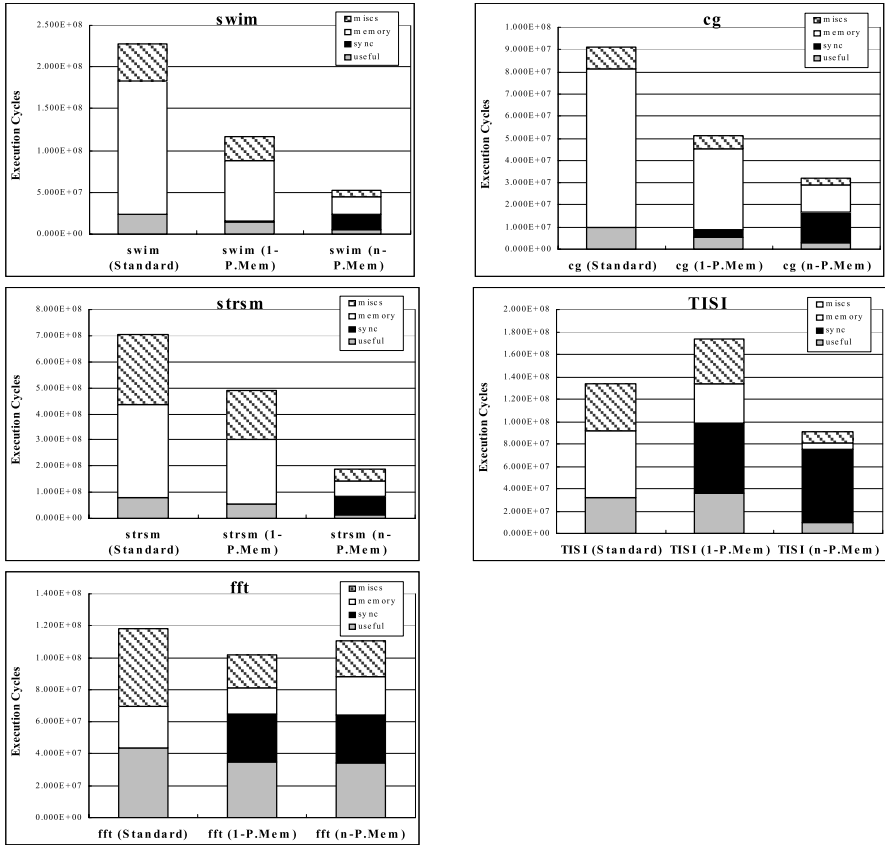 swim
miscs
memory
sync
useful
Execution Cycles
2.500E+08
2.000E+08
1.500E+08
1.000E+08
5.000E+07
0.000E+00
swim (Standard)
swim (1-P.Mem)
swim (n-P.Mem)
cg
miscs
memory
sync
useful
Execution Cycles
1.000E+08
9.000E+07
8.000E+07
7.000E+07
6.000E+07
5.000E+07
4.000E+07
3.000E+07
2.000E+07
1.000E+07
0.000E+00
cg (Standard)
cg (1-P.Mem)
cg (n-P.Mem)
strsm
miscs
memory
sync
useful
Execution Cycles
8.000E+08
7.000E+08
6.000E+08
5.000E+08
4.000E+08
3.000E+08
2.000E+08
1.000E+08
0.000E+00
strsm (Standard)
strsm (1-P.Mem)
strsm (n-P.Mem)
TISI
miscs
memory
sync
useful
Execution Cycles
2.000E+08
1.800E+08
1.600E+08
1.400E+08
1.200E+08
1.000E+08
8.000E+07
6.000E+07
4.000E+07
2.000E+07
0.000E+00
TISI (Standard)
TISI (1-P.Mem)
TISI (n-P.Mem)
fft
miscs
memory
sync
useful
Execution Cycles
1.400E+08
1.200E+08
1.000E+08
8.000E+07
6.000E+07
4.000E+07
2.000E+07
0.000E+00
fft (Standard)
fft (1-P.Mem)
fft (n-P.Mem)